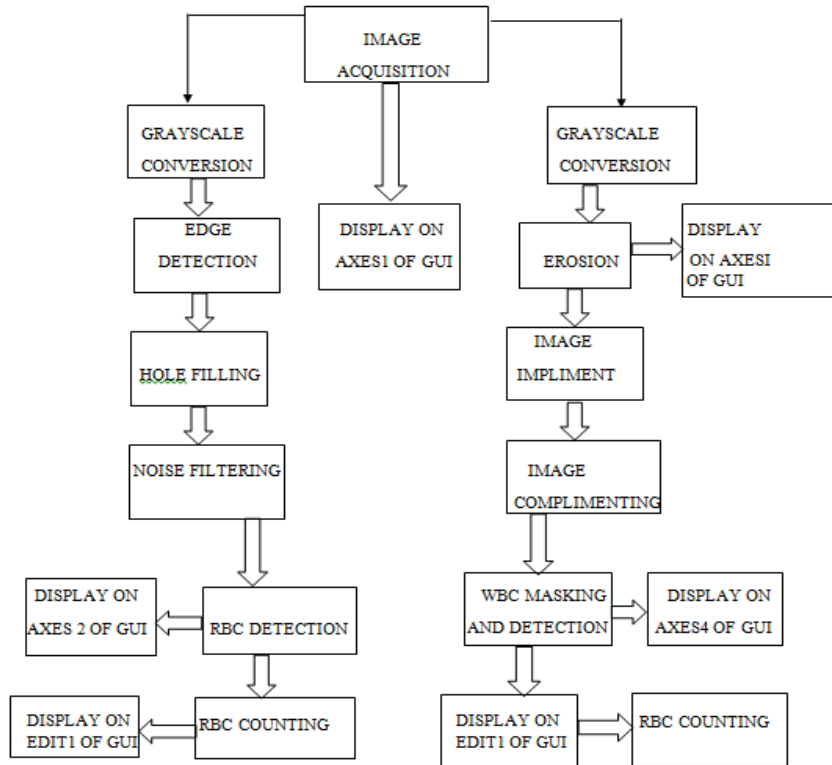 IMAGE
ACQUISITION
GRAYSCALE
CONVERSION
EDGE
DETECTION
HOLE FILLING
NOISE FILTERING
RBC DETECTION
DISPLAY ON
AXES 2 OF GUI
RBC COUNTING
DISPLAY ON
EDIT1 OF GUI
DISPLAY ON
AXES1 OF GUI
GRAYSCALE
CONVERSION
EROSION
DISPLAY
ON AXESI
OF GUI
IMAGE
IMPLIMENT
IMAGE
COMPLIMENTING
WBC MASKING
AND DETECTION
DISPLAY ON
AXES4 OF GUI
DISPLAY ON
EDIT1 OF GUI
RBC COUNTING